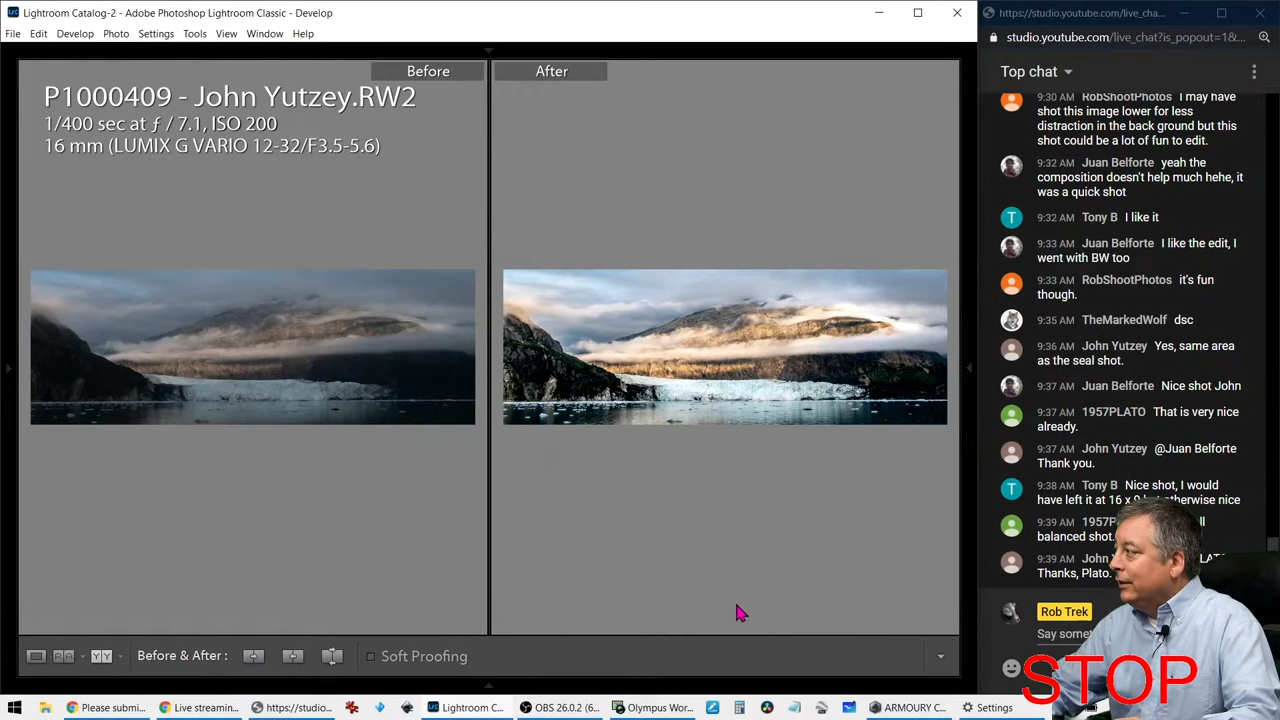 Lightroom Catalog-2 - Adobe Photoshop Lightroom Classic - Develop
File Edit Develop Photo Settings Tools View Window Help
Before
After
P1000409 - John Yutzey.RW2
1/400 sec at ƒ / 7.1, ISO 200
16 mm (LUMIX G VARIO 12-32/F3.5-5.6)
Before & After :
Soft Proofing
https://studio.youtube.com/live_cha...
studio.youtube.com/live_chat?is_popout=1&...
Top chat
9:30 AM RobShootPhotos I may have
shot this image lower for less
distraction in the back ground but this
shot could be a lot of fun to edit.
9:32 AM Juan Belforte yeah the
composition doesn't help much hehe, it
was a quick shot
9:32 AM Tony B I like it
9:33 AM Juan Belforte I like the edit, I
went with BW too
9:33 AM RobShootPhotos it's fun
though.
9:35 AM TheMarkedWolf dsc
9:36 AM John Yutzey Yes, same area
as the seal shot.
9:37 AM Juan Belforte Nice shot John
9:37 AM 1957PLATO That is very nice
already.
9:37 AM John Yutzey @Juan Belforte
Thank you.
9:38 AM Tony B Nice shot, I would
have left it at 16 x 9 otherwise nice
9:39 AM
balanced shot.
9:39 AM John
Thanks, Plato.
Rob Trek
Say
STOP
Please submi...
Live streamin...
https://studio...
Lightroom C...
OBS 26.0.2 (6...
Olympus Wor...
ARMOURY C...
Settings